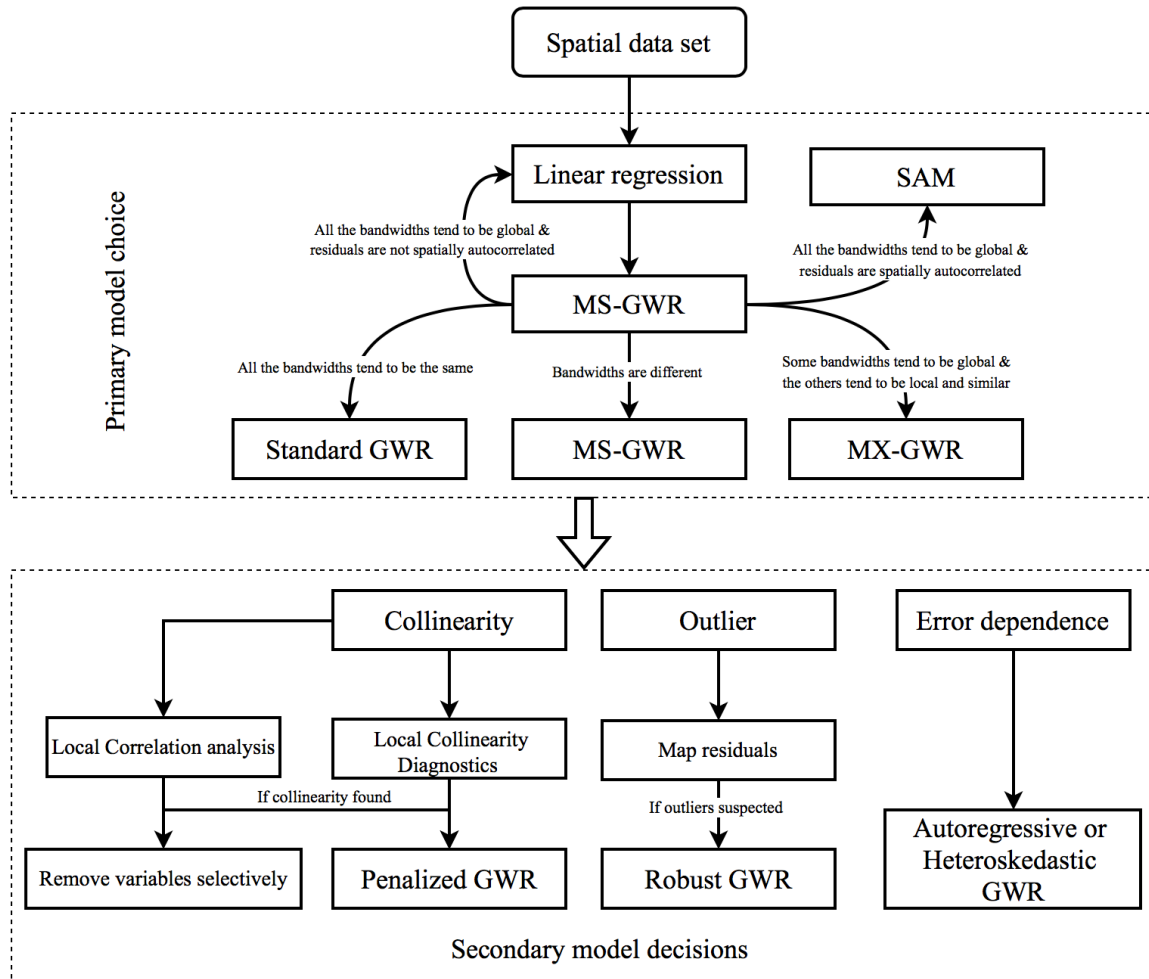 Spatial data set
Primary model choice
Linear regression
SAM
All the bandwidths tend to be global &
residuals are not spatially autocorrelated
All the bandwidths tend to be global &
residuals are spatially autocorrelated
MS-GWR
All the bandwidths tend to be the same
Bandwidths are different
Some bandwidths tend to be global &
the others tend to be local and similar
Standard GWR
MS-GWR
MX-GWR
Collinearity
Outlier
Error dependence
Local Correlation analysis
Local Collinearity
Diagnostics
Map residuals
If collinearity found
If outliers suspected
Remove variables selectively
Penalized GWR
Robust GWR
Autoregressive or
Heteroskedastic
GWR
Secondary model decisions